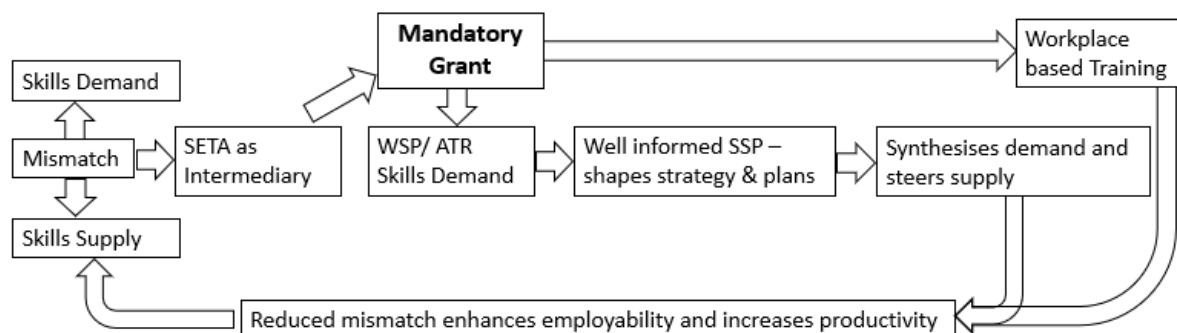 Mandatory
Grant
Workplace
based Training
Skills Demand
Mismatch
SETA as
Intermediary
WSP/ ATR
Skills Demand
Well informed SSP –
shapes strategy & plans
Synthesises demand and
steers supply
Skills Supply
Reduced mismatch enhances employability and increases productivity